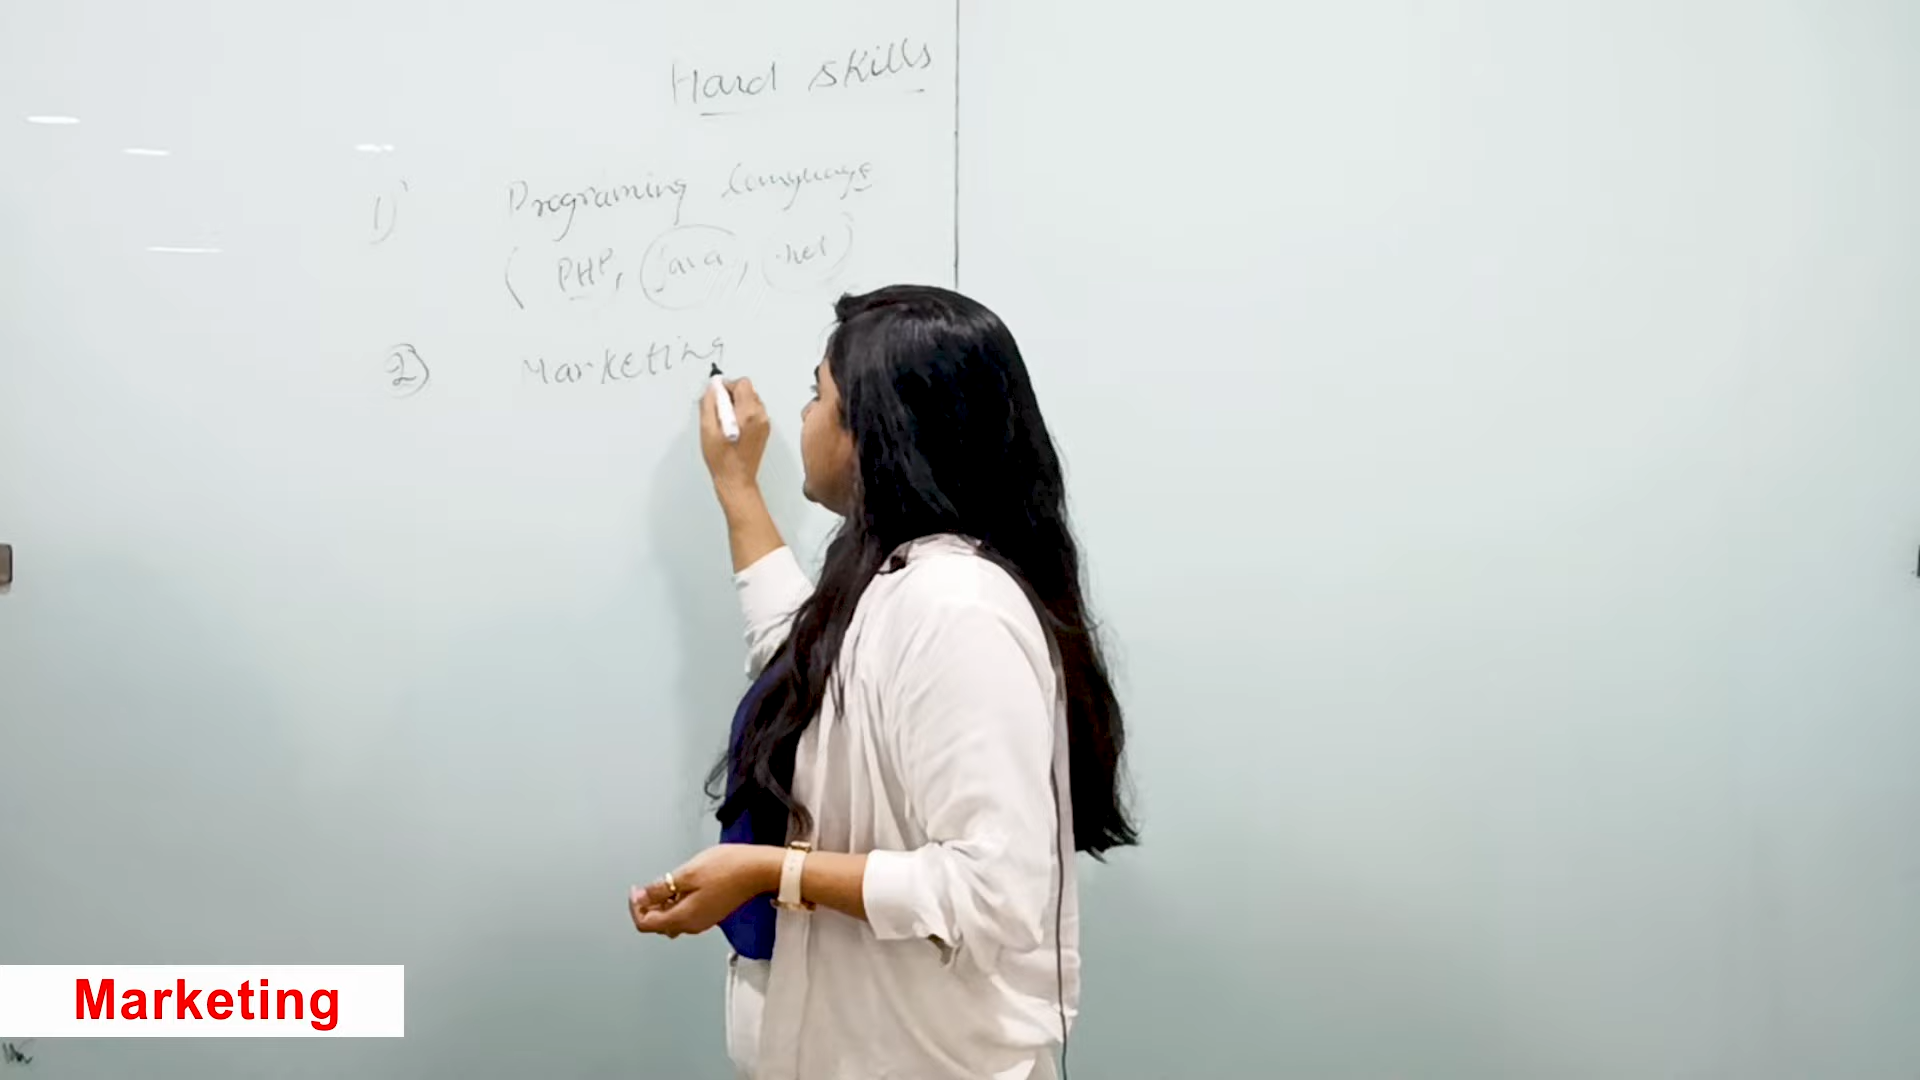 Hard skills
1) Programing language
(PHP, java, .net)
2) Marketing
Marketing